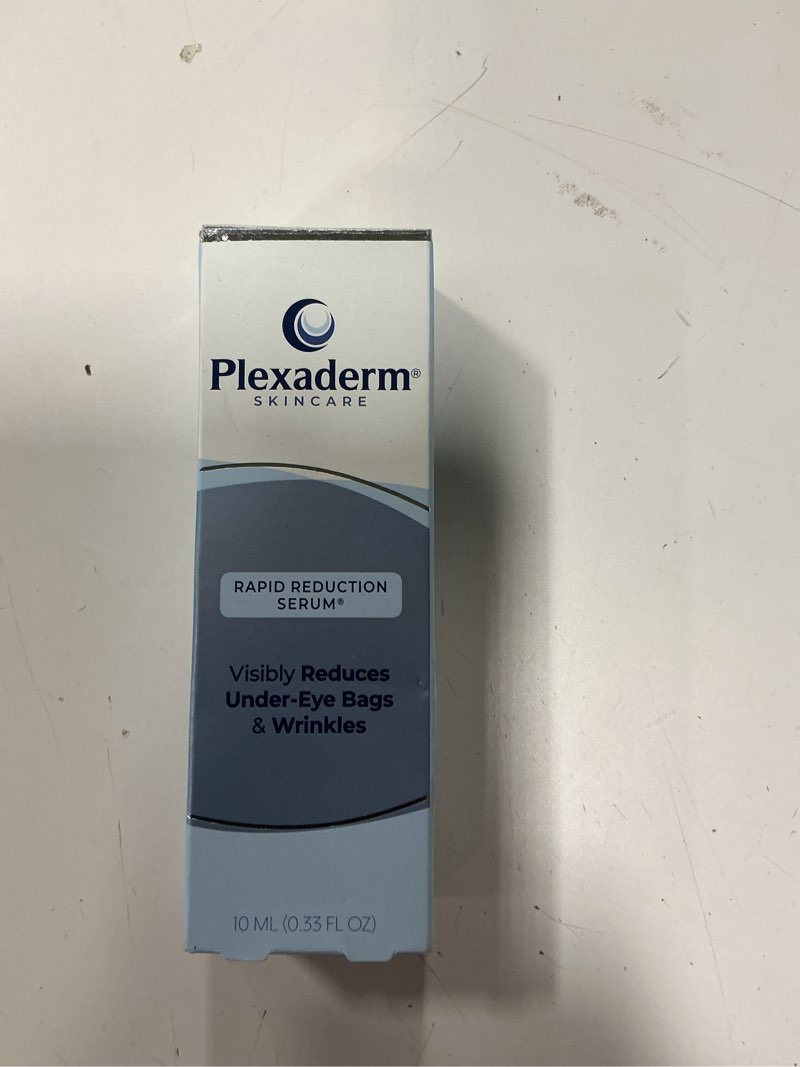 Plexaderm®
SKINCARE
RAPID REDUCTION
SERUM®
Visibly Reduces
Under-Eye Bags
& Wrinkles
10 ML (0.33 FL OZ)